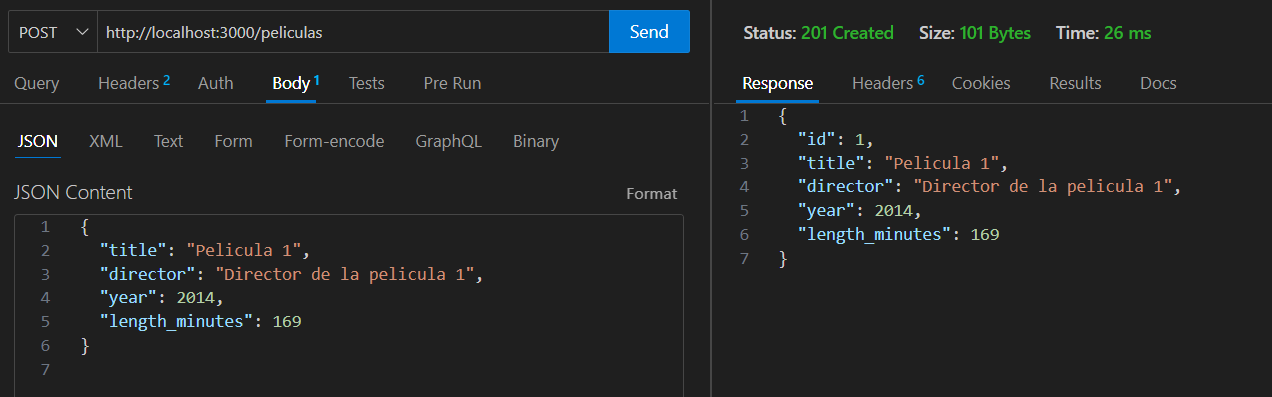 POST http://localhost:3000/peliculas Send
Query Headers 2 Auth Body 1 Tests Pre Run
JSON XML Text Form Form-encode GraphQL Binary
JSON Content Format
1 {
2 "title": "Pelicula 1",
3 "director": "Director de la pelicula 1",
4 "year": 2014,
5 "length_minutes": 169
6 }
7
Status: 201 Created Size: 101 Bytes Time: 26 ms
Response Headers 6 Cookies Results Docs
1 {
2 "id": 1,
3 "title": "Pelicula 1",
4 "director": "Director de la pelicula 1",
5 "year": 2014,
6 "length_minutes": 169
7 }